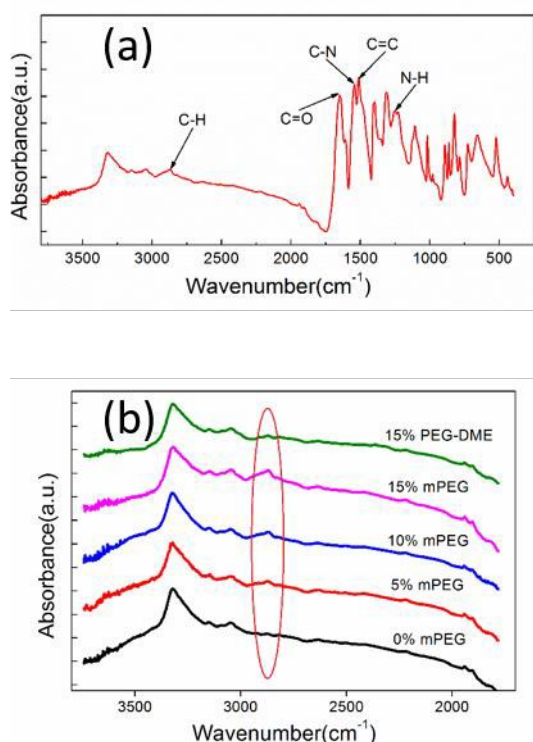 (a)
C-N
C=C
N-H
C=O
C-H
Absorbance(a.u.)
3500 3000 2500 2000 1500 1000 500
Wavenumber(cm⁻¹)
(b)
15% PEG-DME
15% mPEG
10% mPEG
5% mPEG
0% mPEG
Absorbance(a.u.)
3500 3000 2500 2000
Wavenumber(cm⁻¹)